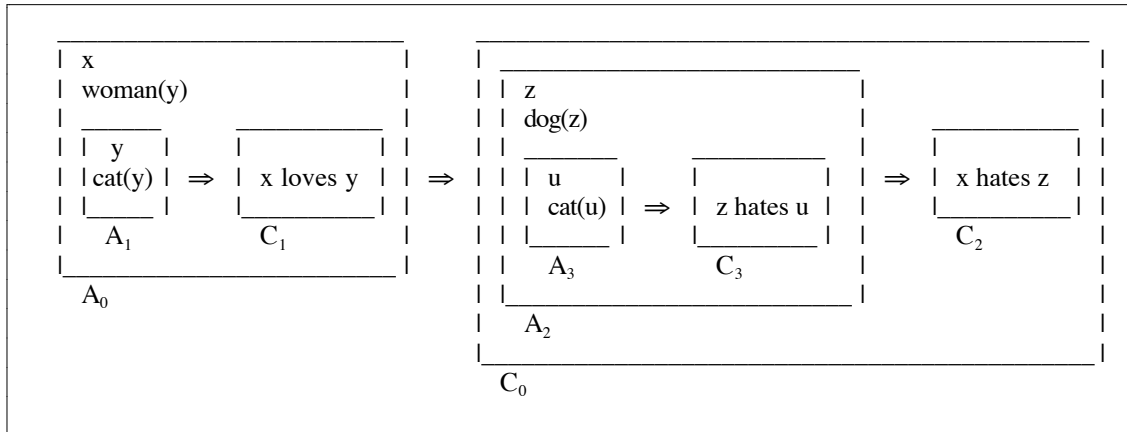 x
woman(y) z
dog(z)
y
cat(y) ⇒ x loves y ⇒ u ⇒ x hates z
cat(u) ⇒ z hates u
A₁ C₁ C₂
A₃ C₃
A₀
A₂
C₀